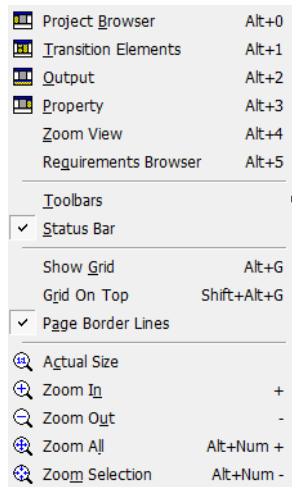 Project Browser Alt+0
Transition Elements Alt+1
Output Alt+2
Property Alt+3
Zoom View Alt+4
Requirements Browser Alt+5
Toolbars
Status Bar
Show Grid Alt+G
Grid On Top Shift+Alt+G
Page Border Lines
Actual Size
Zoom In +
Zoom Out -
Zoom All Alt+Num +
Zoom Selection Alt+Num -